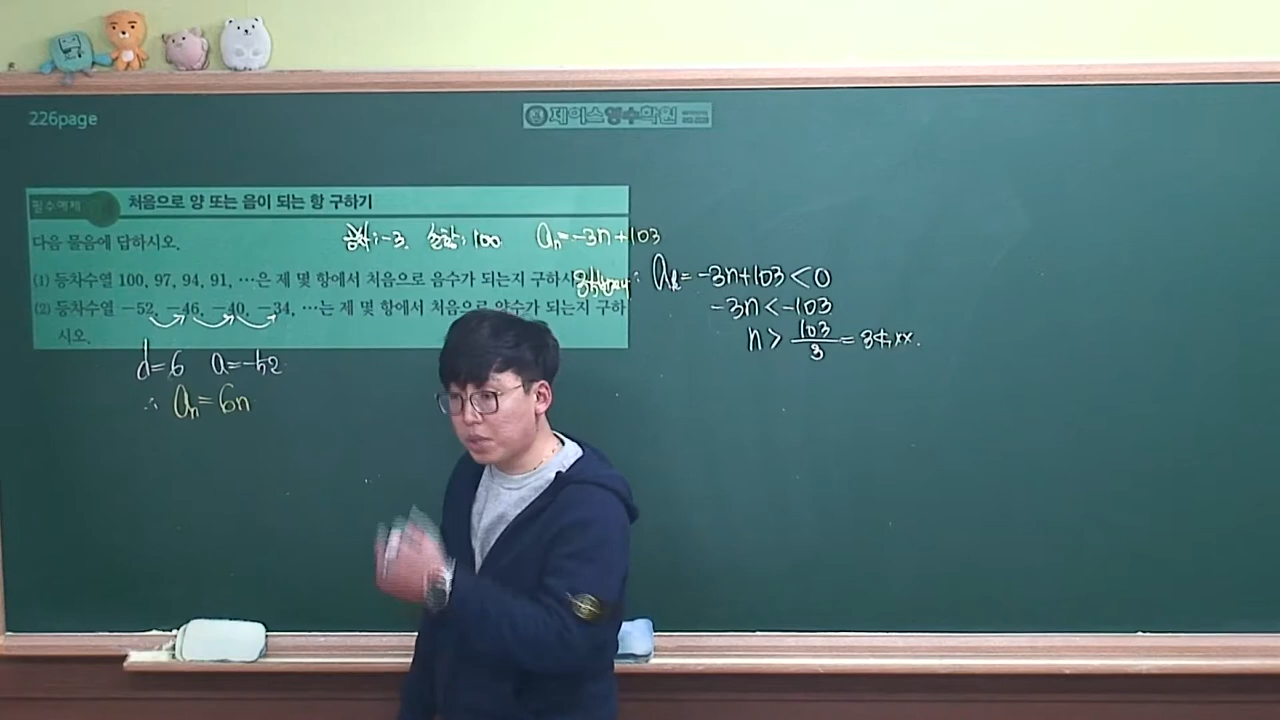 226page
제이스영수학원
필수예제
처음으로 양 또는 음이 되는 항 구하기
다음 물음에 답하시오.
공차:-3, 초항:100 aₙ=-3n+103
(1) 등차수열 100, 97, 94, 91, …은 제 몇 항에서 처음으로 음수가 되는지 구하시
aₖ=-3n+103<0
(2) 등차수열 -52, -46, -40, -34, …는 제 몇 항에서 처음으로 양수가 되는지 구하
시오.
-3n<-103
n>103/3=34.××.
d=6 a=-52
∴ aₙ=6n